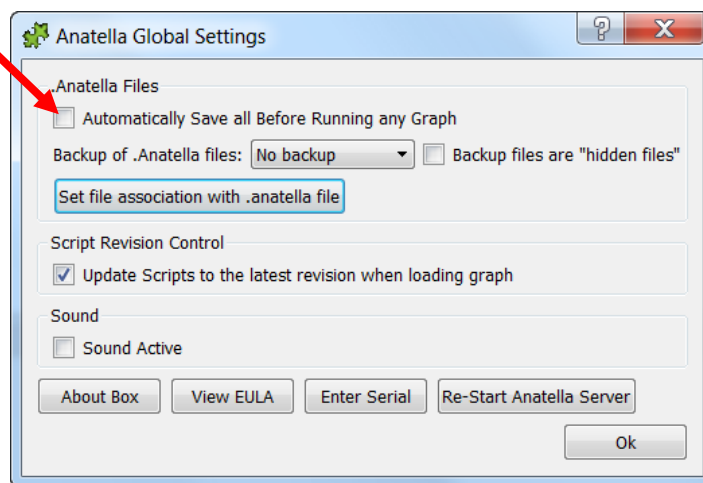 Anatella Global Settings
.Anatella Files
Automatically Save all Before Running any Graph
Backup of .Anatella files: No backup Backup files are "hidden files"
Set file association with .anatella file
Script Revision Control
Update Scripts to the latest revision when loading graph
Sound
Sound Active
About Box View EULA Enter Serial Re-Start Anatella Server
Ok